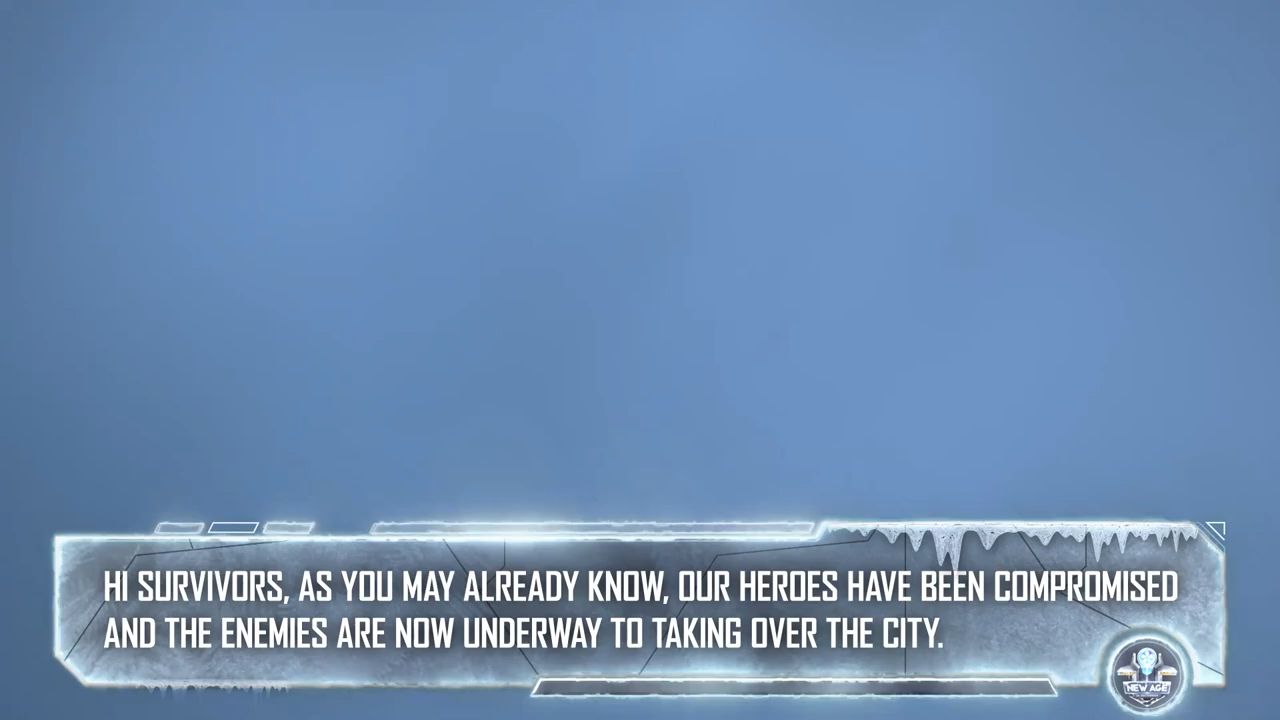 HI SURVIVORS, AS YOU MAY ALREADY KNOW, OUR HEROES HAVE BEEN COMPROMISED
AND THE ENEMIES ARE NOW UNDERWAY TO TAKING OVER THE CITY.
NEW AGE